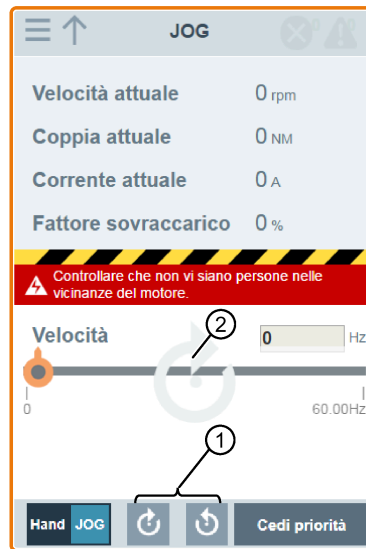 JOG
Velocità attuale 0 rpm
Coppia attuale 0 NM
Corrente attuale 0 A
Fattore sovraccarico 0 %
Controllare che non vi siano persone nelle
vicinanze del motore.
2
Velocità 0 Hz
0 60.00Hz
1
Hand JOG Cedi priorità